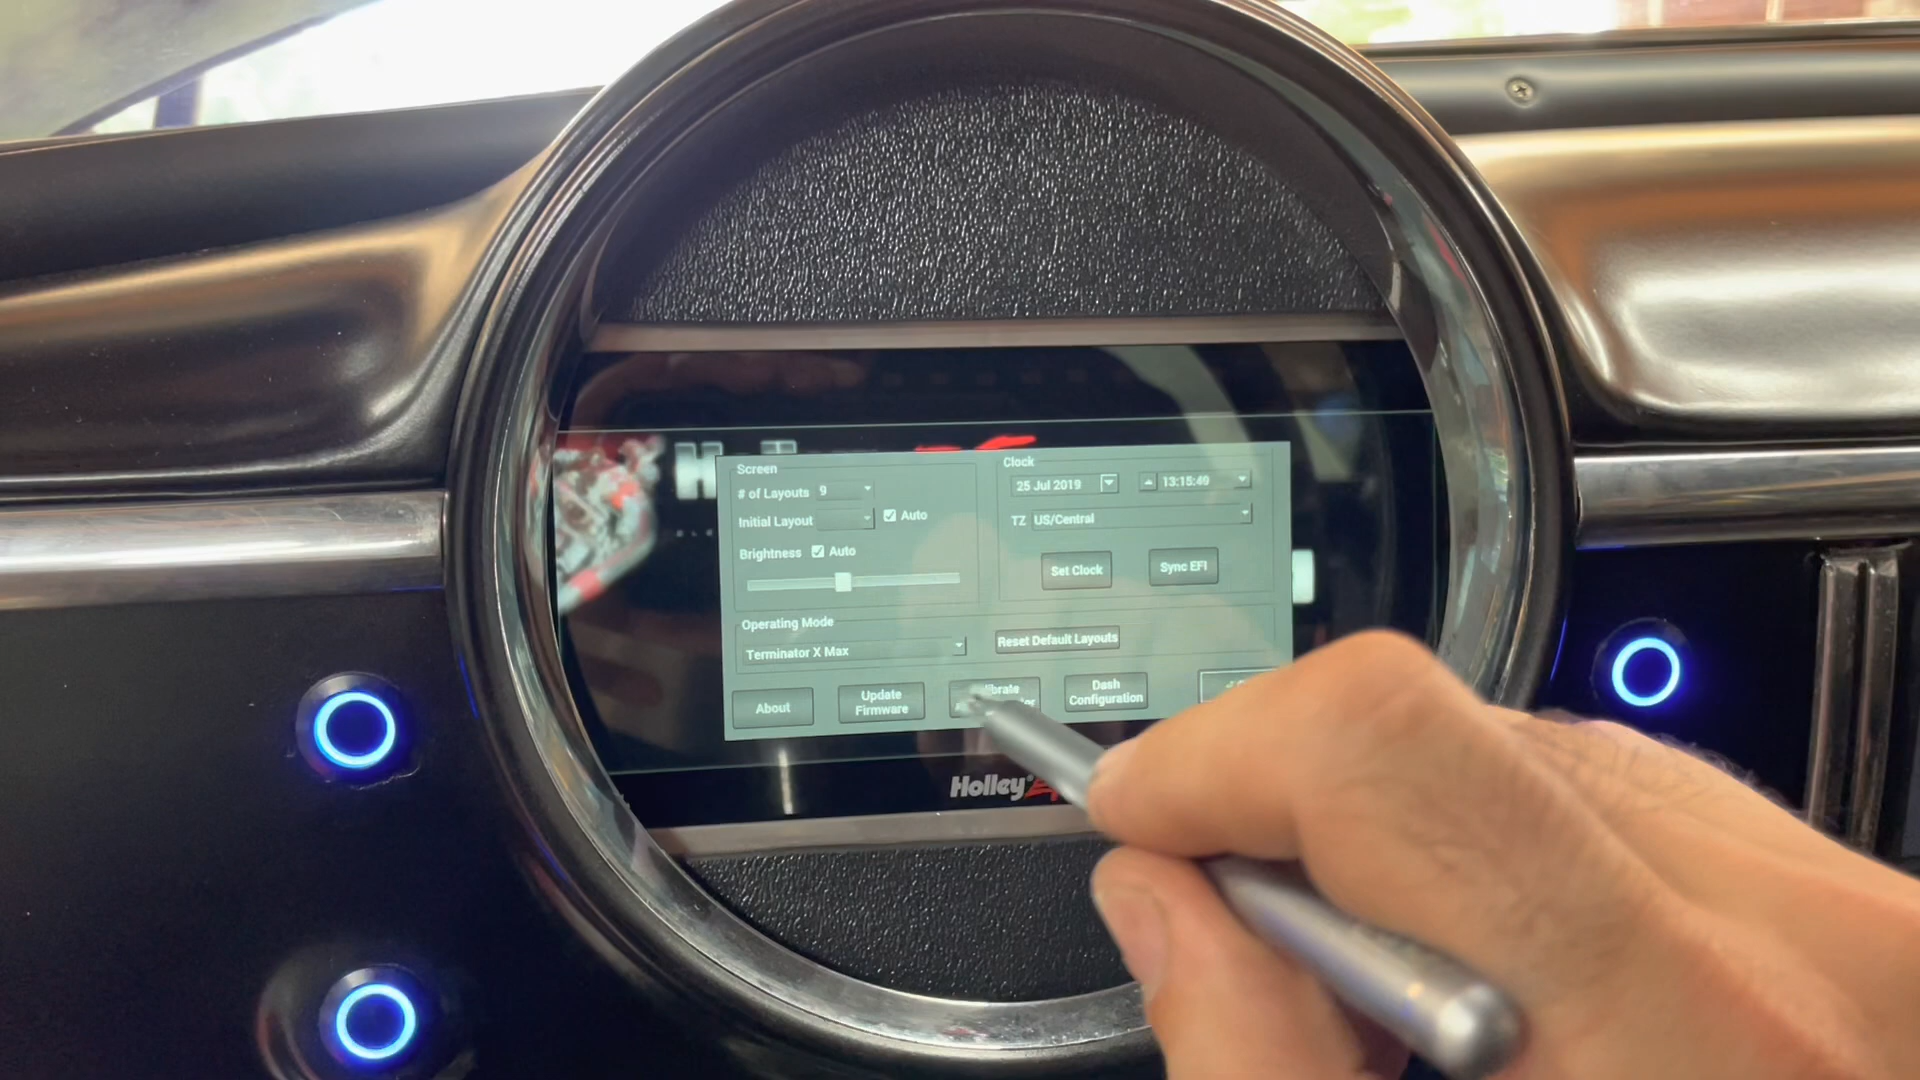 Screen
# of Layouts 9
Initial Layout
Auto
Brightness
Auto
Clock
25 Jul 2019
13:15:49
TZ US/Central
Set Clock
Sync EFI
Operating Mode
Terminator X Max
Reset Default Layouts
About
Update
Firmware
Dash
Configuration
Holley